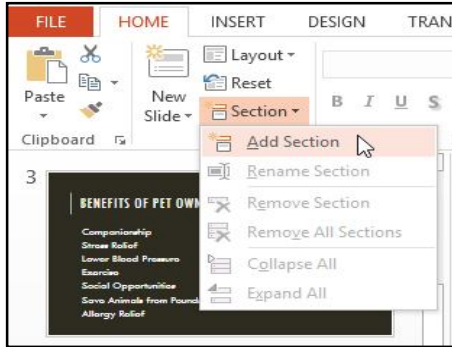 FILE HOME INSERT DESIGN TRAN
Layout
Reset
Paste New Slide Section B I U S
Clipboard
Add Section
Rename Section
Remove Section
Remove All Sections
Collapse All
Expand All
3
BENEFITS OF PET OWN
Companionship
Stress Relief
Lower Blood Pressure
Exercise
Social Opportunities
Save Animals from Pound
Allergy Relief